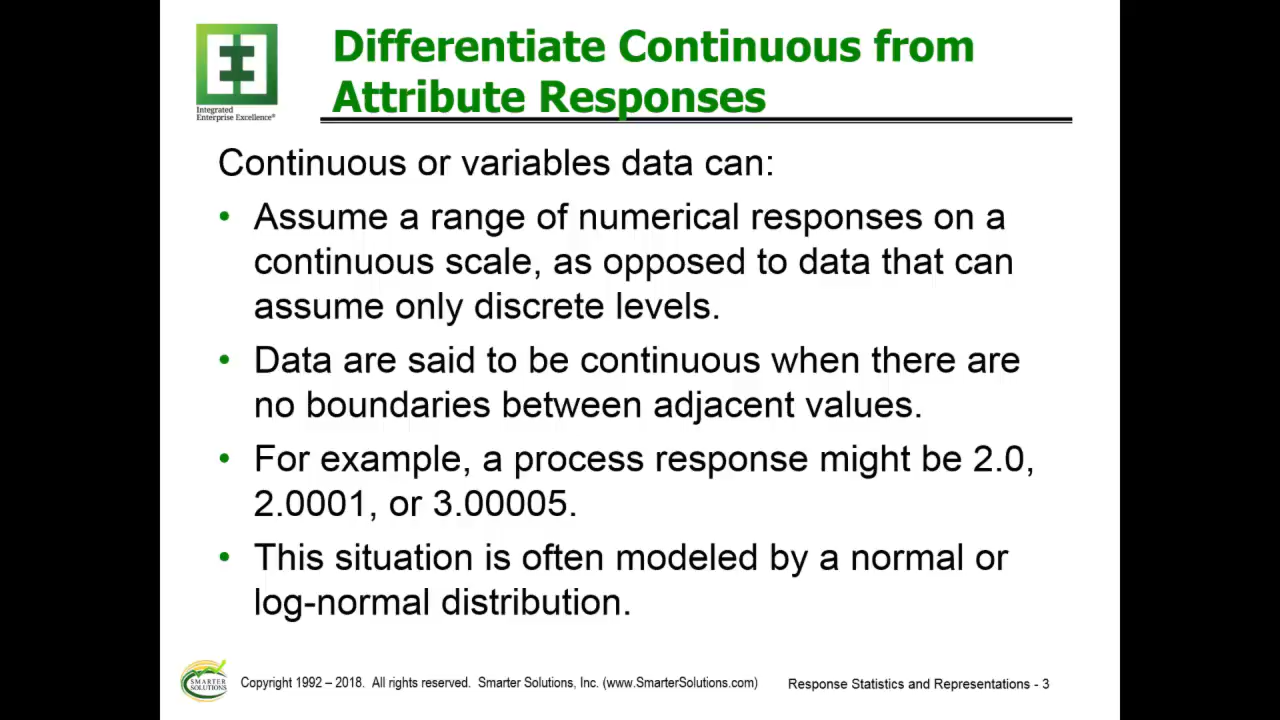 Differentiate Continuous from
Attribute Responses
Integrated
Enterprise Excellence®
Continuous or variables data can:
• Assume a range of numerical responses on a
continuous scale, as opposed to data that can
assume only discrete levels.
• Data are said to be continuous when there are
no boundaries between adjacent values.
• For example, a process response might be 2.0,
2.0001, or 3.00005.
• This situation is often modeled by a normal or
log-normal distribution.
SMARTER
SOLUTIONS
Copyright 1992 – 2018. All rights reserved. Smarter Solutions, Inc. (www.SmarterSolutions.com)
Response Statistics and Representations - 3